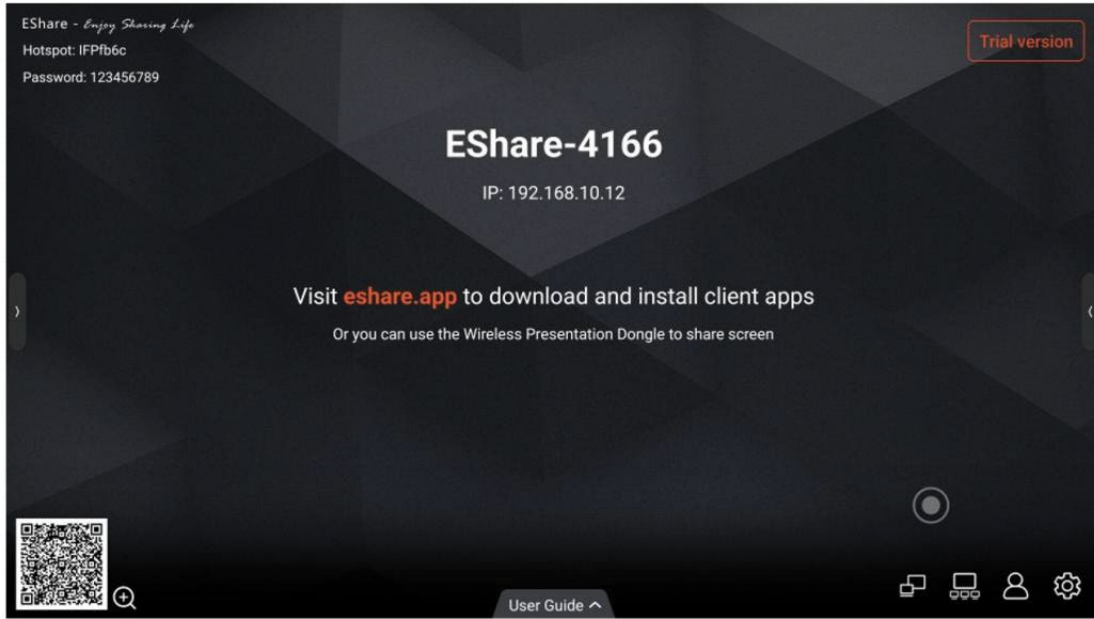 EShare - Enjoy Sharing Life
Hotspot: IFPfb6c
Password: 123456789
Trial version
EShare-4166
IP: 192.168.10.12
Visit eshare.app to download and install client apps
Or you can use the Wireless Presentation Dongle to share screen
User Guide